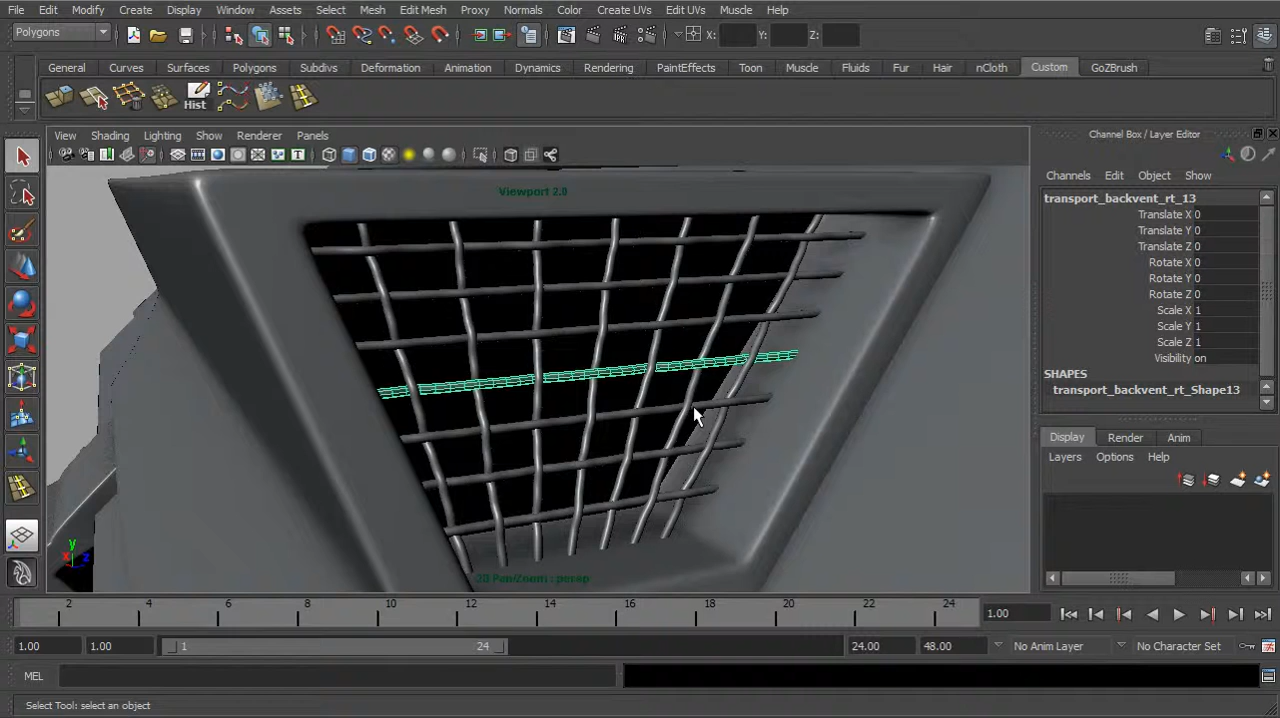 File Edit Modify Create Display Window Assets Select Mesh Edit Mesh Proxy Normals Color Create UVs Edit UVs Muscle Help
Polygons X: Y: Z:
General Curves Surfaces Polygons Subdivs Deformation Animation Dynamics Rendering PaintEffects Toon Muscle Fluids Fur Hair nCloth Custom GoZBrush
Hist
View Shading Lighting Show Renderer Panels
Viewport 2.0
2D Pan/Zoom : persp
y
x
z
Channel Box / Layer Editor
Channels Edit Object Show
transport_backvent_rt_13
Translate X 0
Translate Y 0
Translate Z 0
Rotate X 0
Rotate Y 0
Rotate Z 0
Scale X 1
Scale Y 1
Scale Z 1
Visibility on
SHAPES
transport_backvent_rt_Shape13
Display Render Anim
Layers Options Help
2 4 6 8 10 12 14 16 18 20 22 24 1.00
1.00 1.00 1 24 24.00 48.00 No Anim Layer No Character Set
MEL
Select Tool: select an object